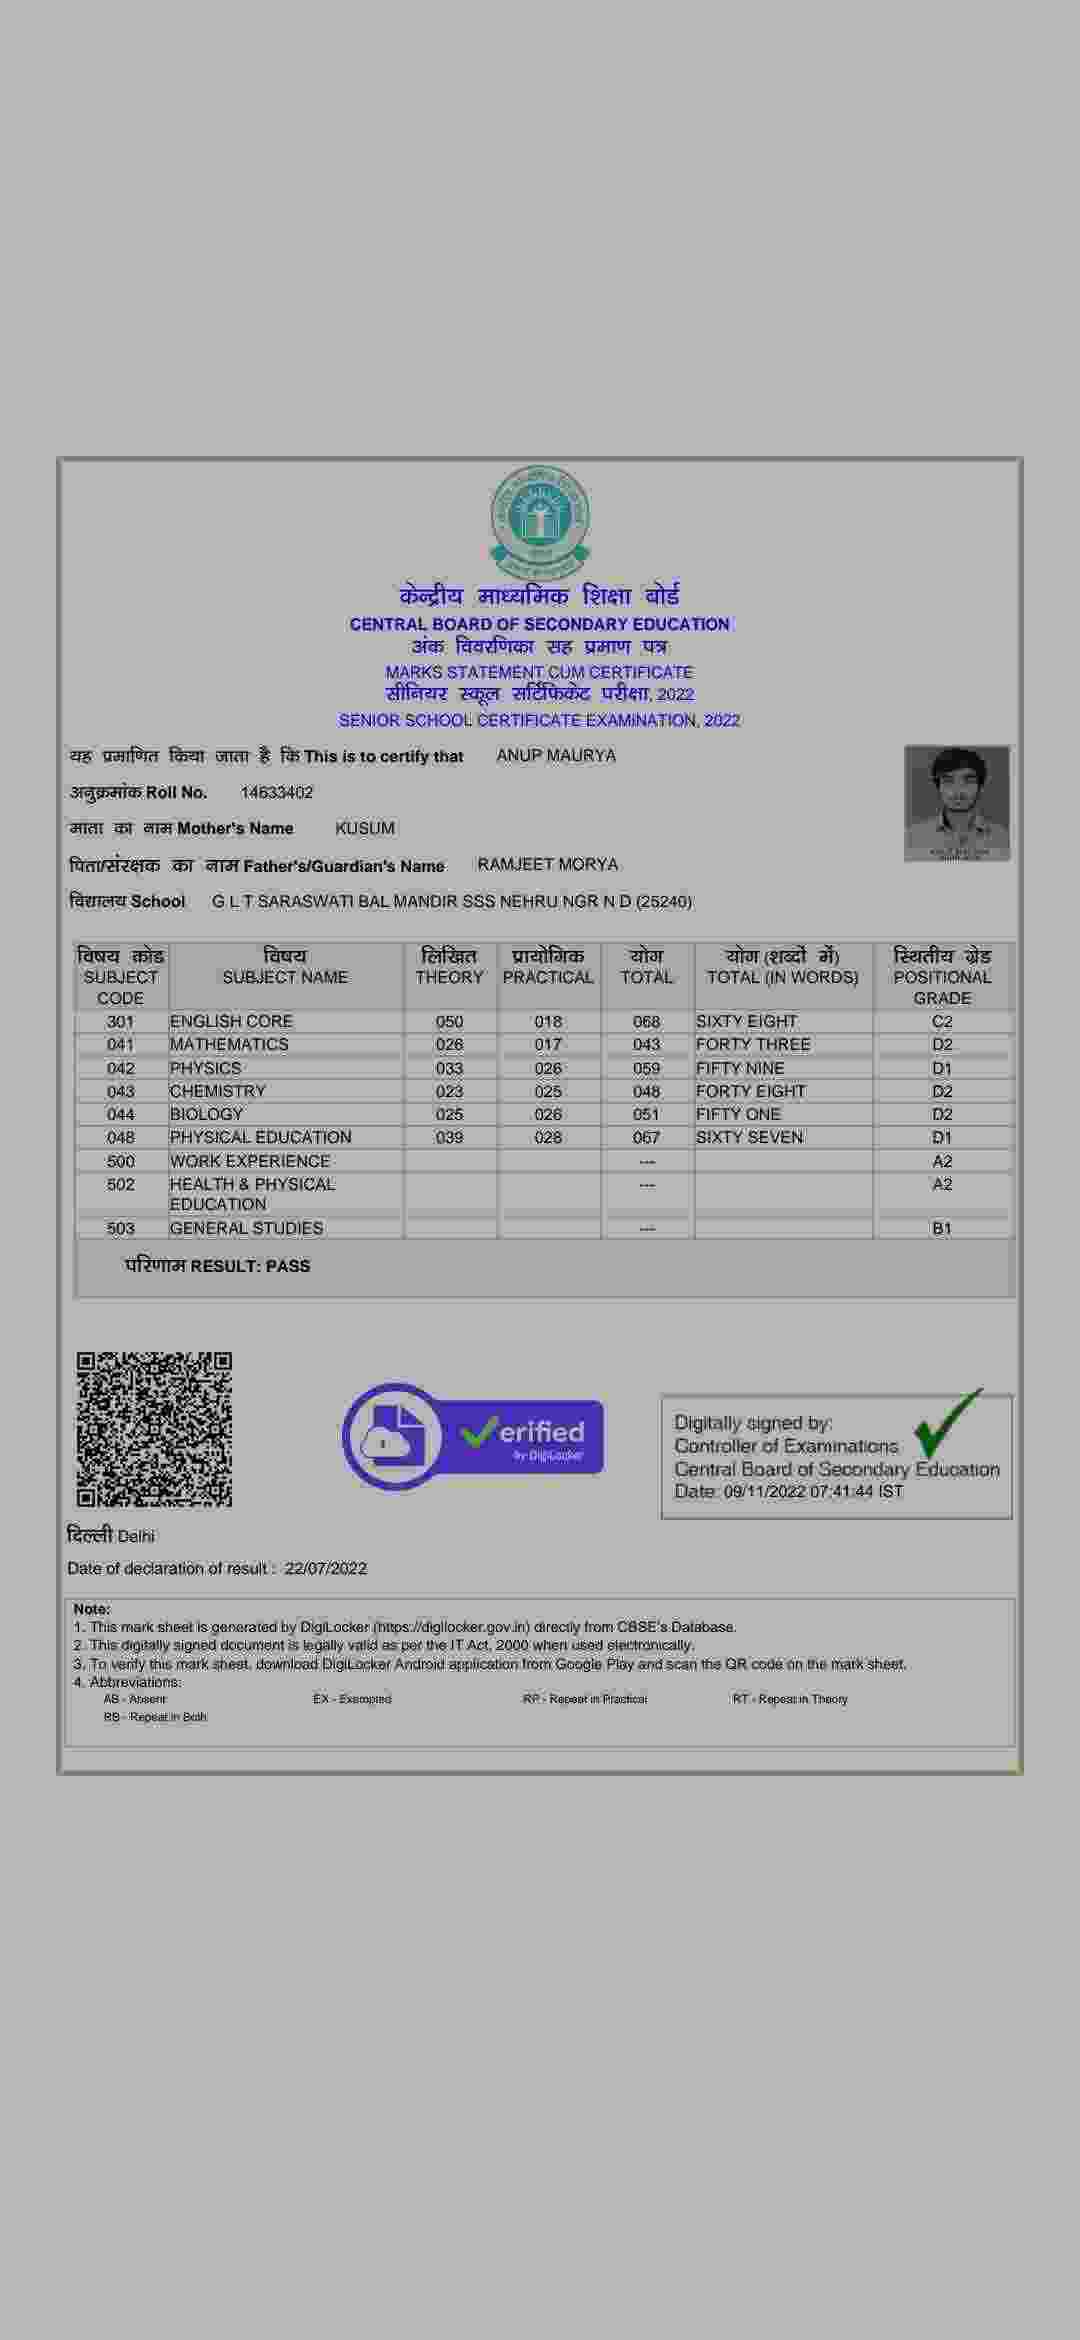 केन्द्रीय माध्यमिक शिक्षा बोर्ड
CENTRAL BOARD OF SECONDARY EDUCATION
अंक विवरणिका सह प्रमाण पत्र
MARKS STATEMENT CUM CERTIFICATE
सीनियर स्कूल सर्टिफिकेट परीक्षा, 2022
SENIOR SCHOOL CERTIFICATE EXAMINATION, 2022
यह प्रमाणित किया जाता है कि This is to certify that ANUP MAURYA
अनुक्रमांक Roll No. 14633402
माता का नाम Mother's Name KUSUM
पिता/संरक्षक का नाम Father's/Guardian's Name RAMJEET MORYA
विद्यालय School G L T SARASWATI BAL MANDIR SSS NEHRU NGR N D (25240)
विषय कोड विषय लिखित प्रायोगिक योग योग (शब्दों में) स्थितीय ग्रेड
SUBJECT SUBJECT NAME THEORY PRACTICAL TOTAL TOTAL (IN WORDS) POSITIONAL
CODE GRADE
301 ENGLISH CORE 050 018 068 SIXTY EIGHT C2
041 MATHEMATICS 026 017 043 FORTY THREE D2
042 PHYSICS 033 026 059 FIFTY NINE D1
043 CHEMISTRY 023 025 048 FORTY EIGHT D2
044 BIOLOGY 025 026 051 FIFTY ONE D2
048 PHYSICAL EDUCATION 039 028 067 SIXTY SEVEN D1
500 WORK EXPERIENCE --- A2
502 HEALTH & PHYSICAL --- A2
EDUCATION
503 GENERAL STUDIES --- B1
परिणाम RESULT: PASS
Verified
by DigiLocker
Digitally signed by:
Controller of Examinations
Central Board of Secondary Education
Date: 09/11/2022 07:41:44 IST
दिल्ली Delhi
Date of declaration of result : 22/07/2022
Note:
1. This mark sheet is generated by DigiLocker (https://digilocker.gov.in) directly from CBSE's Database.
2. This digitally signed document is legally valid as per the IT Act, 2000 when used electronically.
3. To verify this mark sheet, download DigiLocker Android application from Google Play and scan the QR code on the mark sheet.
4. Abbreviations:
AB - Absent EX - Exempted RP - Repeat in Practical RT - Repeat in Theory
RB - Repeat in Both